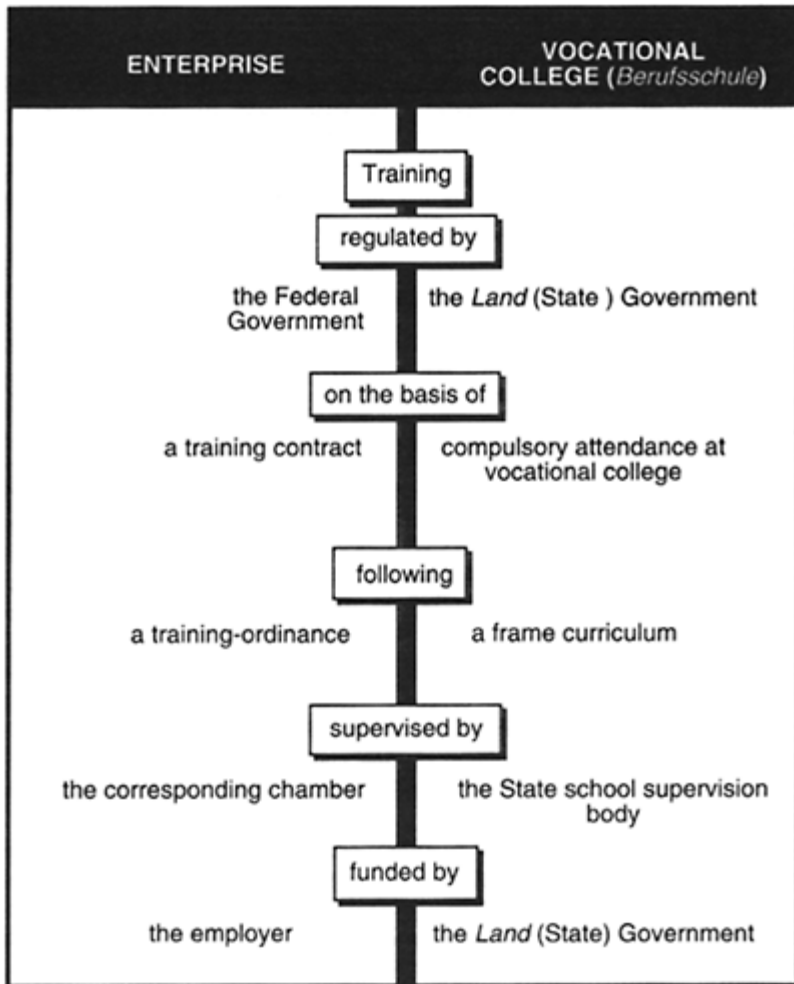 ENTERPRISE
VOCATIONAL
COLLEGE (Berufsschule)
Training
regulated by
the Federal
Government
the Land (State ) Government
on the basis of
a training contract
compulsory attendance at
vocational college
following
a training-ordinance
a frame curriculum
supervised by
the corresponding chamber
the State school supervision
body
funded by
the employer
the Land (State) Government